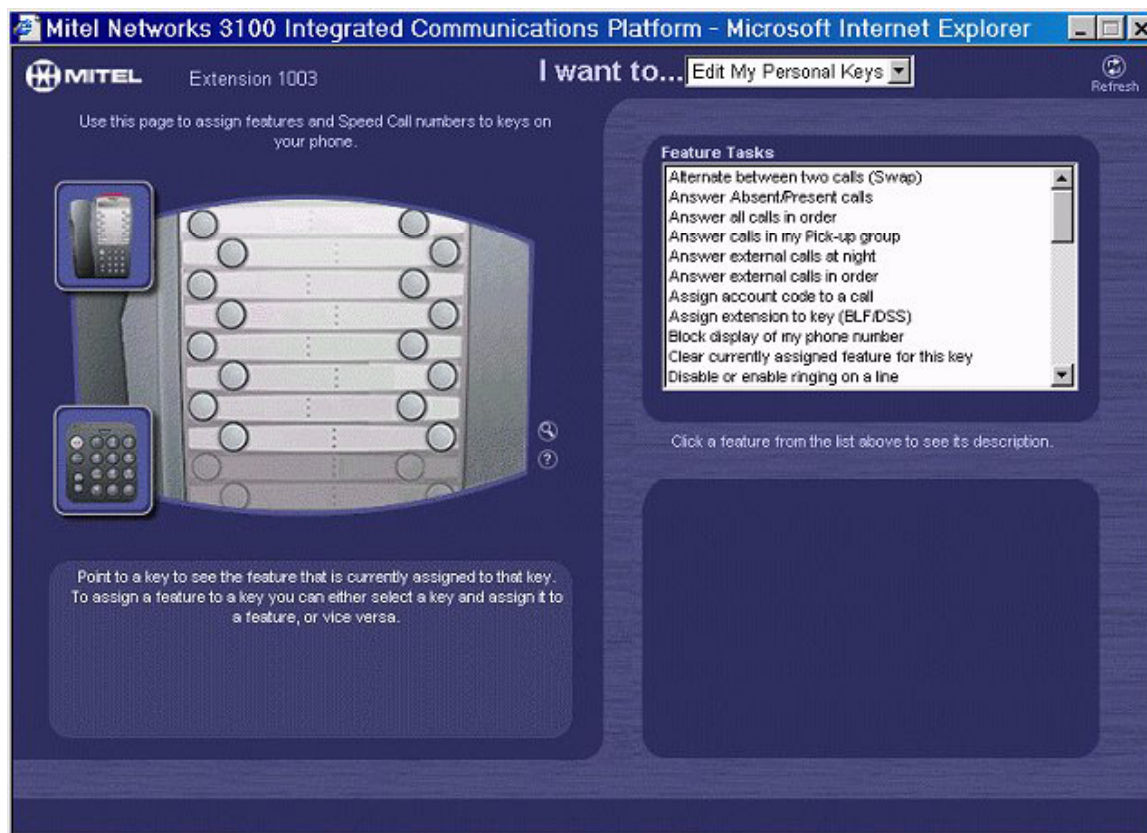 Mitel Networks 3100 Integrated Communications Platform - Microsoft Internet Explorer
MITEL
Extension 1003
I want to...
Edit My Personal Keys
Refresh
Use this page to assign features and Speed Call numbers to keys on
your phone.
?
Point to a key to see the feature that is currently assigned to that key.
To assign a feature to a key you can either select a key and assign it to
a feature, or vice versa.
Feature Tasks
Alternate between two calls (Swap)
Answer Absent/Present calls
Answer all calls in order
Answer calls in my Pick-up group
Answer external calls at night
Answer external calls in order
Assign account code to a call
Assign extension to key (BLF/DSS)
Block display of my phone number
Clear currently assigned feature for this key
Disable or enable ringing on a line
Click a feature from the list above to see its description.